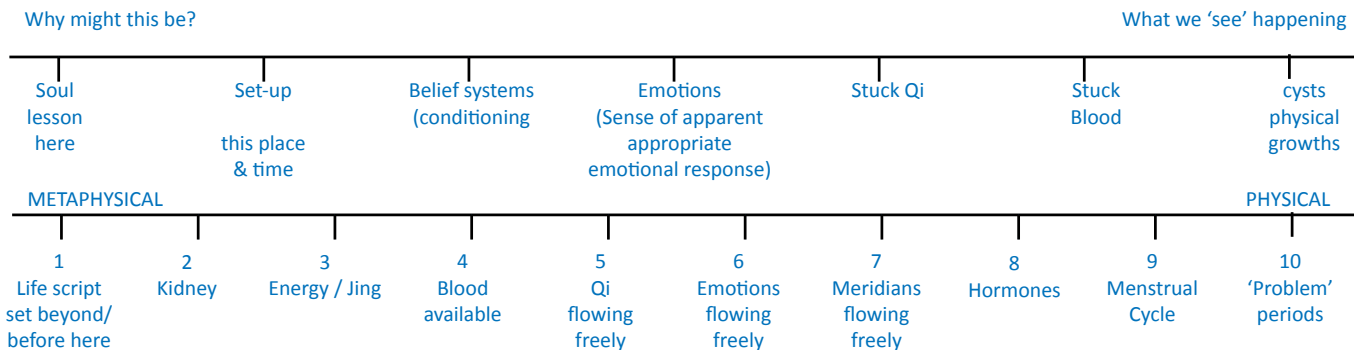 Why might this be?
What we ‘see’ happening
Soul
lesson
here
Set-up
this place
& time
Belief systems
(conditioning
Emotions
(Sense of apparent
appropriate
emotional response)
Stuck Qi
Stuck
Blood
cysts
physical
growths
METAPHYSICAL
PHYSICAL
1
Life script
set beyond/
before here
2
Kidney
3
Energy / Jing
4
Blood
available
5
Qi
flowing
freely
6
Emotions
flowing
freely
7
Meridians
flowing
freely
8
Hormones
9
Menstrual
Cycle
10
‘Problem’
periods